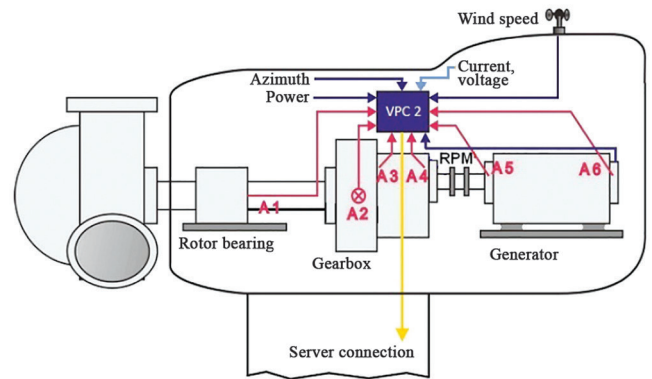 Wind speed
Azimuth
Current,
voltage
Power
VPC 2
RPM
A1
A2
A3
A4
A5
A6
Rotor bearing
Gearbox
Generator
Server connection